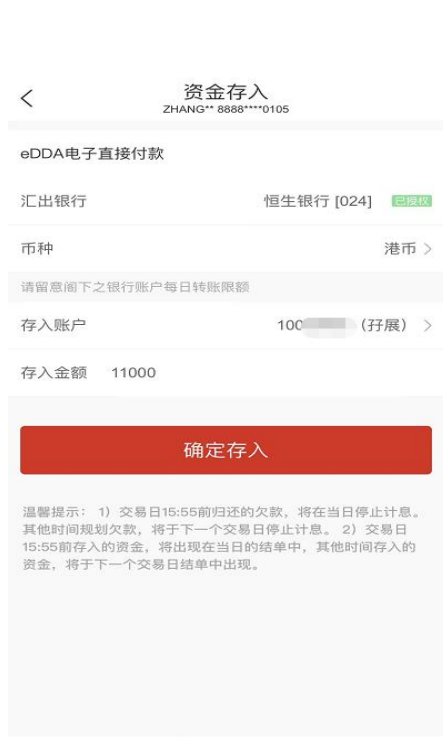 资金存入
ZHANG** 8888****0105
eDDA电子直接付款
汇出银行 恒生银行 [024] 已授权
币种 港币
请留意阁下之银行账户每日转账限额
存入账户 100 (孖展)
存入金额 11000
确定存入
温馨提示: 1) 交易日15:55前归还的欠款, 将在当日停止计息。
其他时间规划欠款, 将于下一个交易日停止计息。 2) 交易日
15:55前存入的资金, 将出现在当日的结单中, 其他时间存入的
资金, 将于下一个交易日结单中出现。